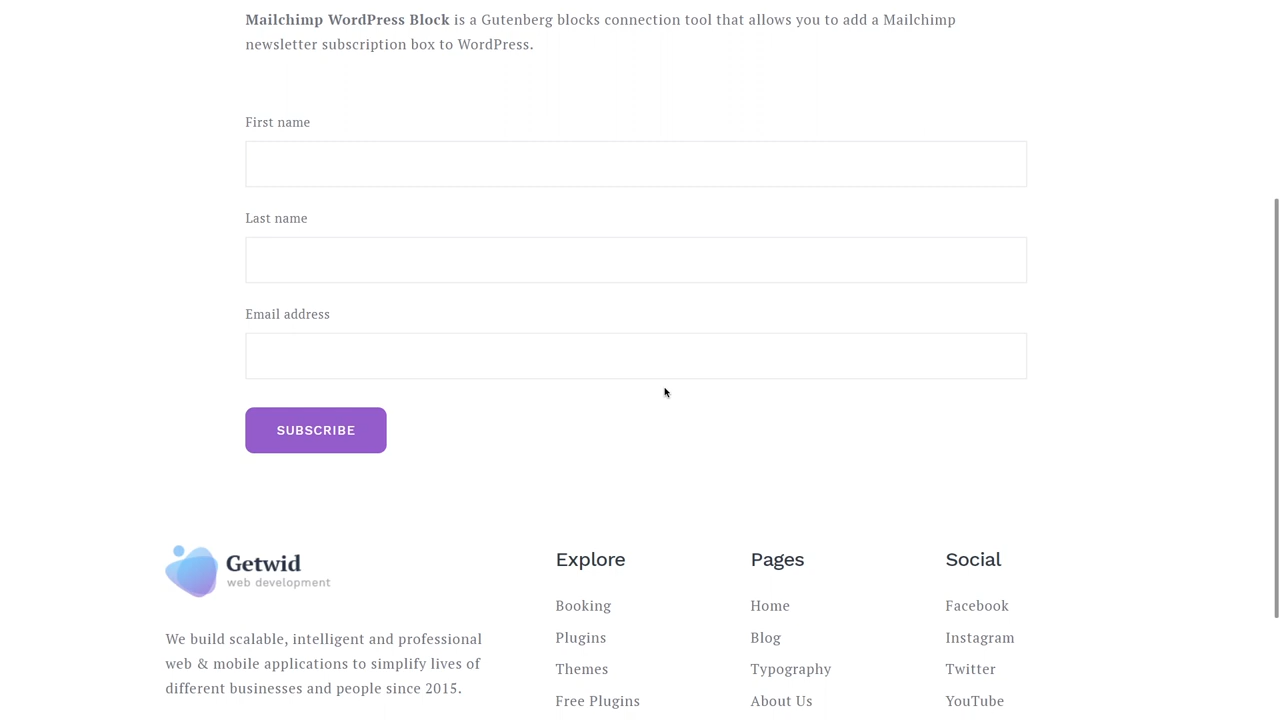 Mailchimp WordPress Block is a Gutenberg blocks connection tool that allows you to add a Mailchimp
newsletter subscription box to WordPress.
First name
Last name
Email address
SUBSCRIBE
Getwid
web development
We build scalable, intelligent and professional
web & mobile applications to simplify lives of
different businesses and people since 2015.
Explore
Booking
Plugins
Themes
Free Plugins
Pages
Home
Blog
Typography
About Us
Social
Facebook
Instagram
Twitter
YouTube